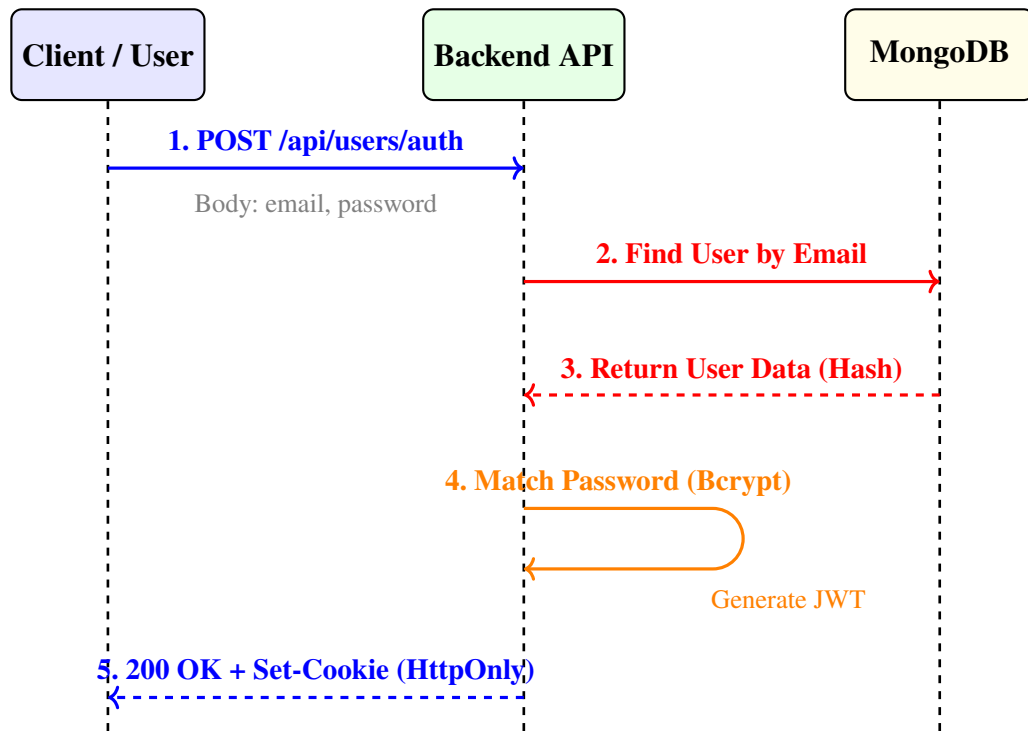 Client / User
Backend API
MongoDB
1. POST /api/users/auth
Body: email, password
2. Find User by Email
3. Return User Data (Hash)
4. Match Password (Bcrypt)
Generate JWT
5. 200 OK + Set-Cookie (HttpOnly)